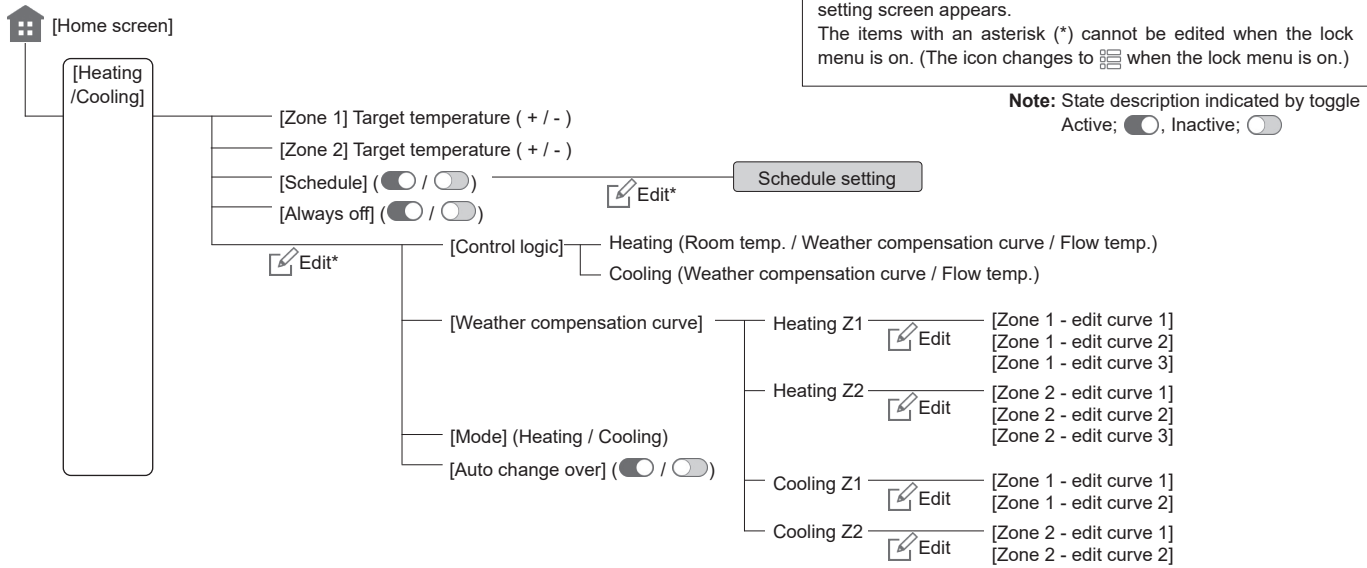 setting screen appears.
The items with an asterisk (*) cannot be edited when the lock
menu is on. (The icon changes to when the lock menu is on.)
Note: State description indicated by toggle
Active; , Inactive;
[Home screen]
[Heating
/Cooling]
[Zone 1] Target temperature ( + / - )
[Zone 2] Target temperature ( + / - )
[Schedule] ( / )
Edit*
Schedule setting
[Always off] ( / )
Edit*
[Control logic]
Heating (Room temp. / Weather compensation curve / Flow temp.)
Cooling (Weather compensation curve / Flow temp.)
[Weather compensation curve]
Heating Z1
Edit
[Zone 1 - edit curve 1]
[Zone 1 - edit curve 2]
[Zone 1 - edit curve 3]
Heating Z2
Edit
[Zone 2 - edit curve 1]
[Zone 2 - edit curve 2]
[Zone 2 - edit curve 3]
Cooling Z1
Edit
[Zone 1 - edit curve 1]
[Zone 1 - edit curve 2]
Cooling Z2
Edit
[Zone 2 - edit curve 1]
[Zone 2 - edit curve 2]
[Mode] (Heating / Cooling)
[Auto change over] ( / )